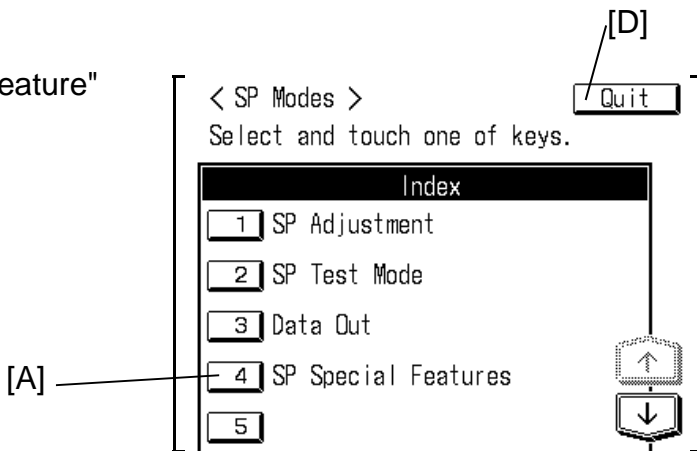 [D]
eature"
< SP Modes >
Quit
Select and touch one of keys.
Index
1 SP Adjustment
2 SP Test Mode
3 Data Out
[A]
4 SP Special Features
5